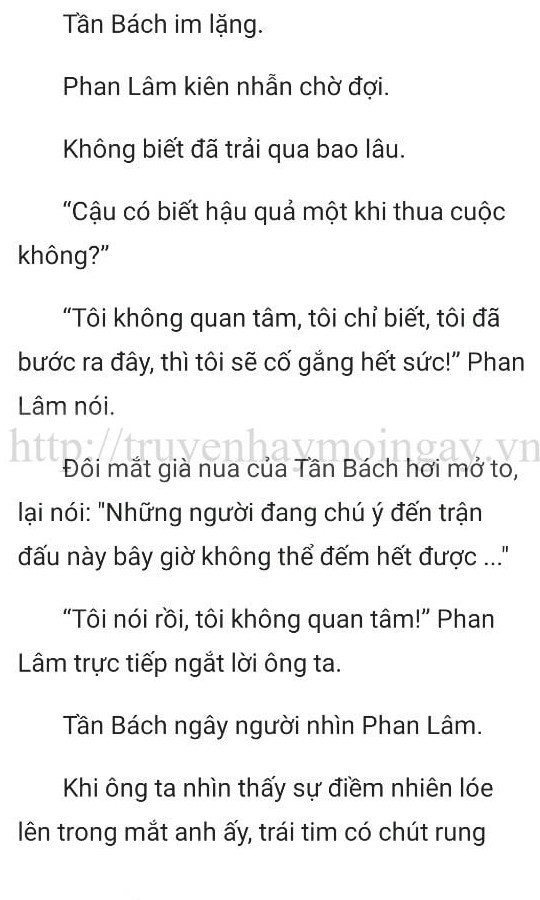 Tần Bách im lặng.
Phan Lâm kiên nhẫn chờ đợi.
Không biết đã trải qua bao lâu.
“Cậu có biết hậu quả một khi thua cuộc
không?”
“Tôi không quan tâm, tôi chỉ biết, tôi đã
bước ra đây, thì tôi sẽ cố gắng hết sức!” Phan
Lâm nói.
http://truyenhaymoingay.vn
Đôi mắt già nua của Tần Bách hơi mở to,
lại nói: "Những người đang chú ý đến trận
đấu này bây giờ không thể đếm hết được ..."
“Tôi nói rồi, tôi không quan tâm!” Phan
Lâm trực tiếp ngắt lời ông ta.
Tần Bách ngây người nhìn Phan Lâm.
Khi ông ta nhìn thấy sự điềm nhiên lóe
lên trong mắt anh ấy, trái tim có chút rung